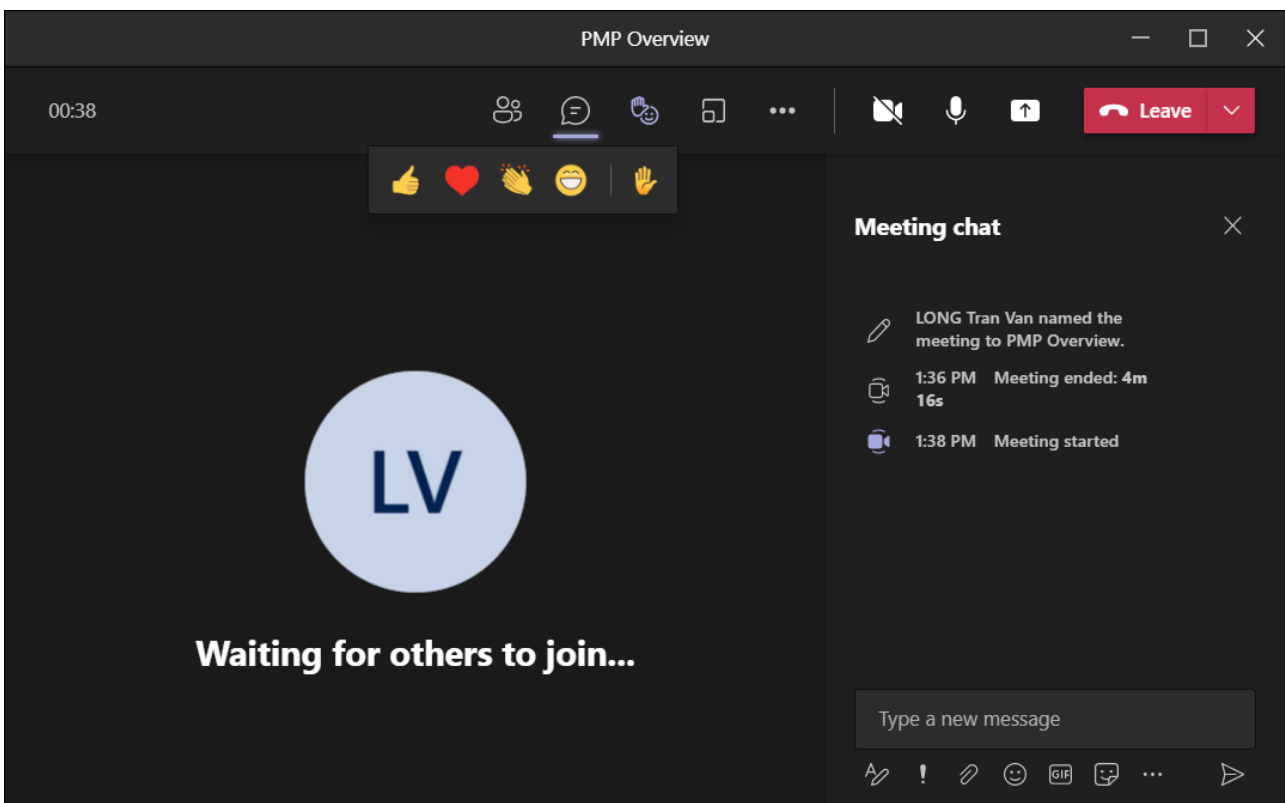 PMP Overview
00:38
Leave
Meeting chat
LONG Tran Van named the
meeting to PMP Overview.
1:36 PM Meeting ended: 4m
16s
1:38 PM Meeting started
LV
Waiting for others to join...
Type a new message
GIF